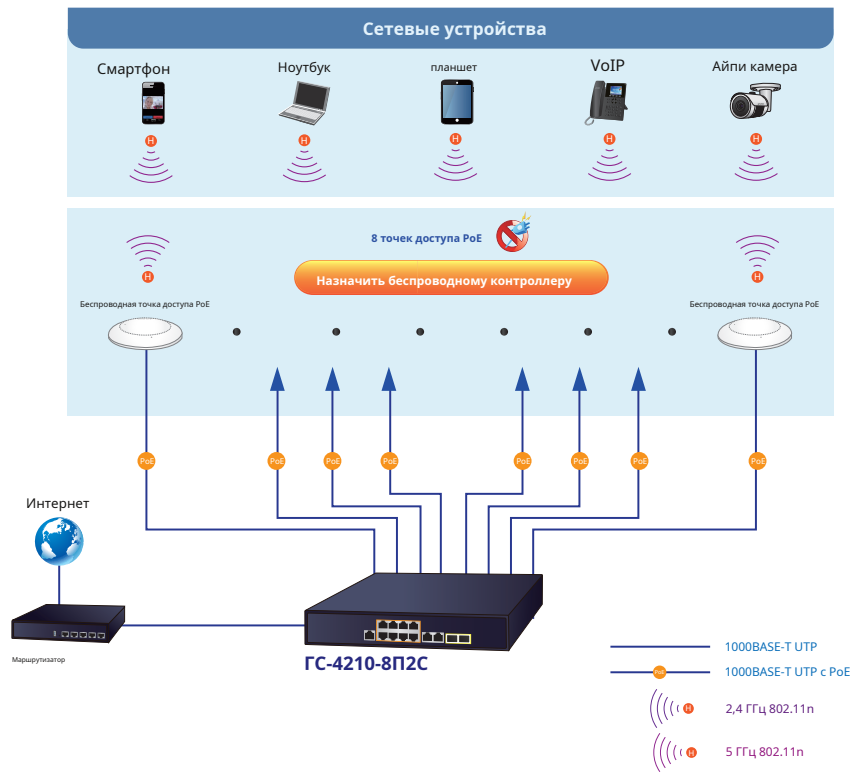 Сетевые устройства
Смартфон
Ноутбук
планшет
VoIP
Айпи камера
H
H
H
H
H
8 точек доступа PoE
H
H
Назначить беспроводному контроллеру
Беспроводная точка доступа PoE
Беспроводная точка доступа PoE
PoE
PoE
PoE
PoE
PoE
PoE
PoE
PoE
Интернет
Маршрутизатор
ГС-4210-8П2С
1000BASE-T UTP
PoE
1000BASE-T UTP с PoE
H
2,4 ГГц 802.11n
H
5 ГГц 802.11n